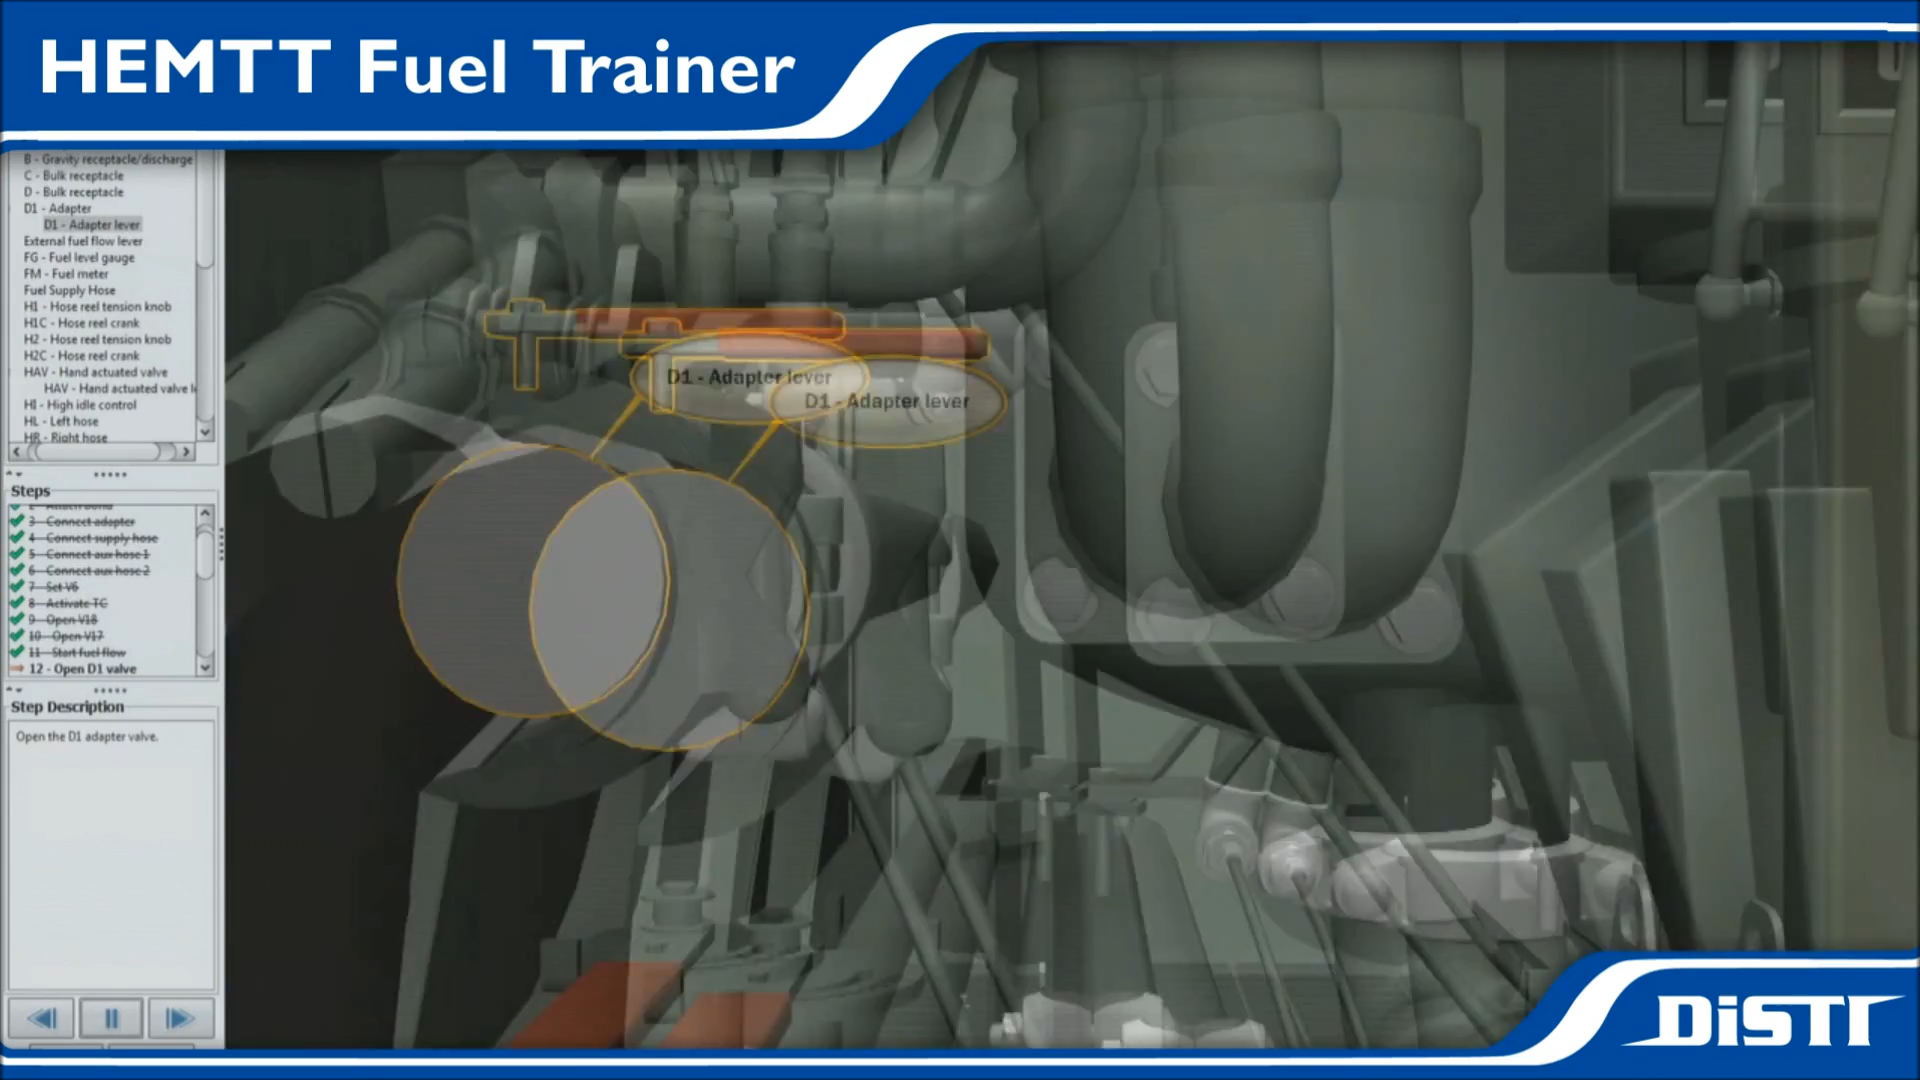 HEMTT Fuel Trainer
B - Gravity receptacle/discharge
C - Bulk receptacle
D - Bulk receptacle
D1 - Adapter
D1 - Adapter lever
External fuel flow lever
FG - Fuel level gauge
FM - Fuel meter
Fuel Supply Hose
H1 - Hose reel tension knob
H1C - Hose reel crank
H2 - Hose reel tension knob
H2C - Hose reel crank
HAV - Hand actuated valve
HAV - Hand actuated valve l
HI - High idle control
HL - Left hose
HR - Right hose
Steps
2 - Attach bond
3 - Connect adapter
4 - Connect supply hose
5 - Connect aux hose 1
6 - Connect aux hose 2
7 - Set V6
8 - Activate TC
9 - Open V18
10 - Open V17
11 - Start fuel flow
12 - Open D1 valve
Step Description
Open the D1 adapter valve.
D1 - Adapter lever
D1 - Adapter lever
DiSTI